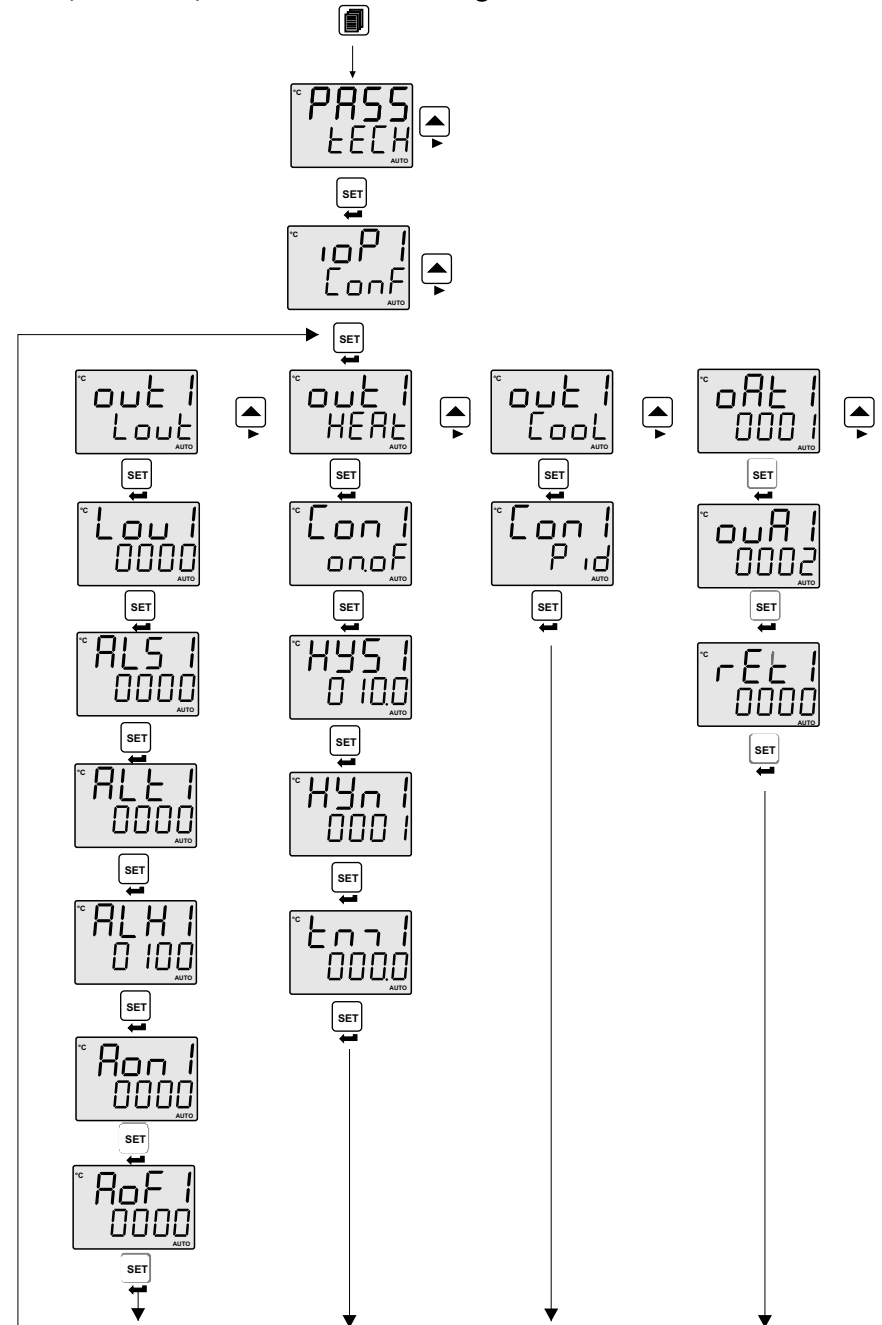 °C PASS
tECH
AUTO
SET
°C ioP1
ConF
AUTO
SET
°C out1
Lout
AUTO
SET
°C Lou1
0000
AUTO
SET
°C ALS1
0000
AUTO
SET
°C ALt1
0000
AUTO
SET
°C ALH1
0100
AUTO
SET
°C Aon1
0000
AUTO
SET
°C AoF1
0000
AUTO
SET
°C out1
HEAt
AUTO
SET
°C Con1
on.oF
AUTO
SET
°C HYS1
010.0
AUTO
SET
°C HYn1
0001
SET
°C
000.0
AUTO
SET
°C out1
CooL
AUTO
SET
°C Con1
Pid
AUTO
SET
°C oAt1
0001
AUTO
SET
°C ouA1
0002
AUTO
SET
°C rEt1
0000
AUTO
SET